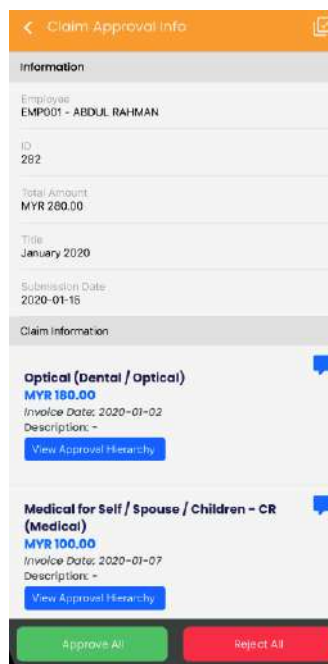 Claim Approval Info
Information
Employee
EMP001 - ABDUL RAHMAN
ID
282
Total Amount
MYR 280.00
Title
January 2020
Submission Date
2020-01-15
Claim Information
Optical (Dental / Optical)
MYR 180.00
Invoice Date: 2020-01-02
Description: -
View Approval Hierarchy
Medical for Self / Spouse / Children - CR
(Medical)
MYR 100.00
Invoice Date: 2020-01-07
Description: -
View Approval Hierarchy
Approve All
Reject All